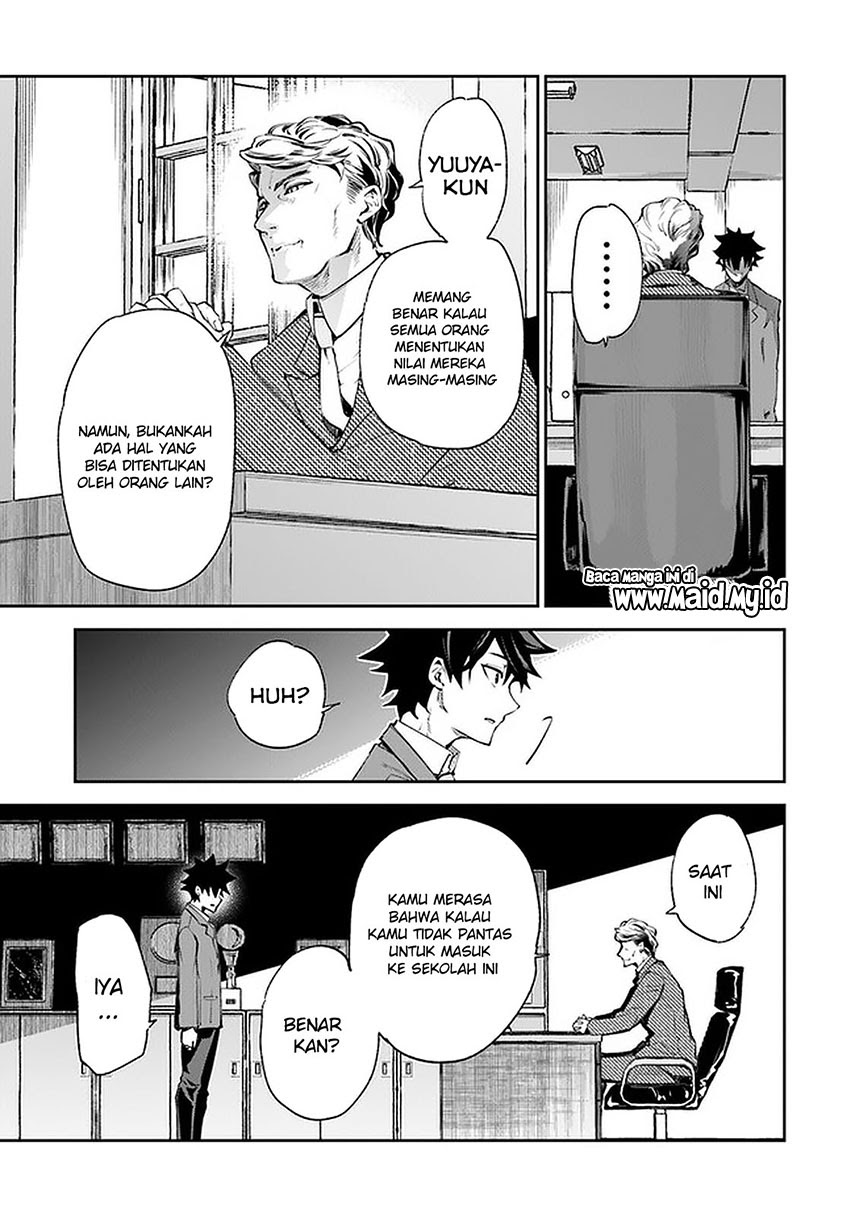 ......
YUUYA-
KUN
MEMANG
BENAR KALAU
SEMUA ORANG
MENENTUKAN
NILAI MEREKA
MASING-MASING
NAMUN, BUKANKAH
ADA HAL YANG
BISA DITENTUKAN
OLEH ORANG LAIN?
Baca Manga ini di
www.Maid.My.id
HUH?
SAAT
INI
KAMU MERASA
BAHWA KALAU
KAMU TIDAK PANTAS
UNTUK MASUK
KE SEKOLAH INI
BENAR
KAN?
IYA
...